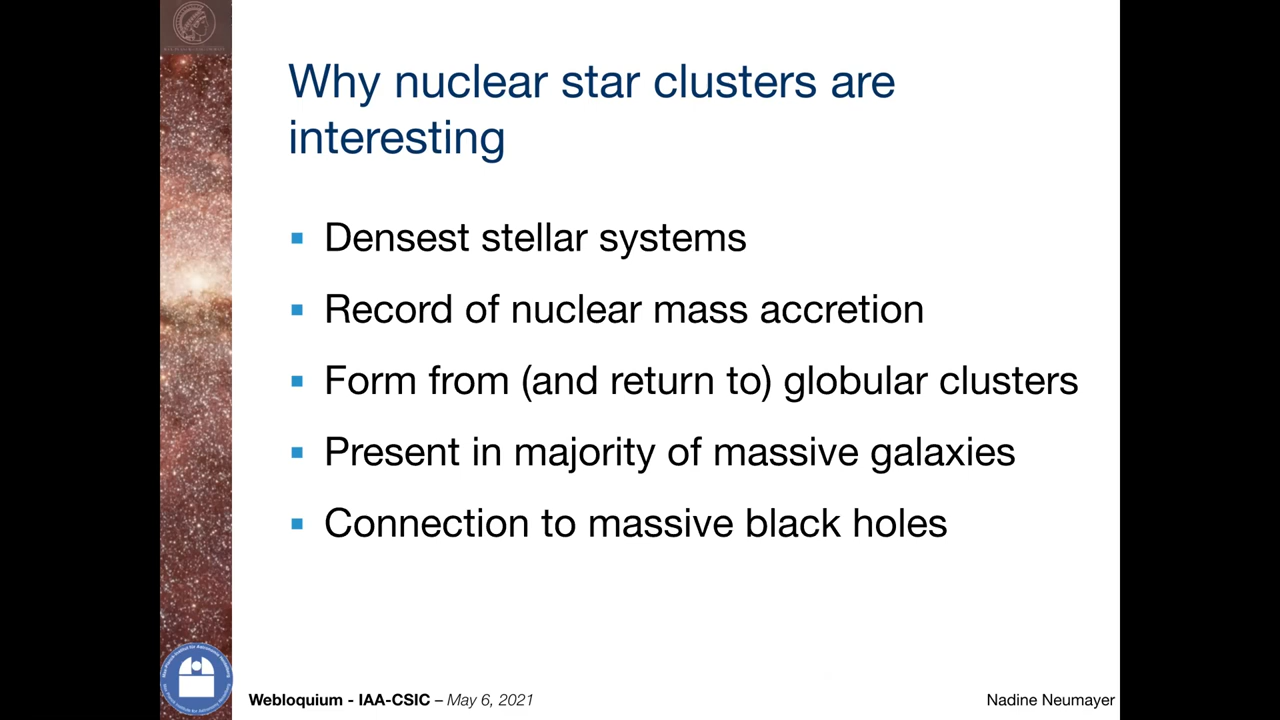 Why nuclear star clusters are
interesting
Densest stellar systems
Record of nuclear mass accretion
Form from (and return to) globular clusters
Present in majority of massive galaxies
Connection to massive black holes
Webloquium - IAA-CSIC – May 6, 2021
Nadine Neumayer